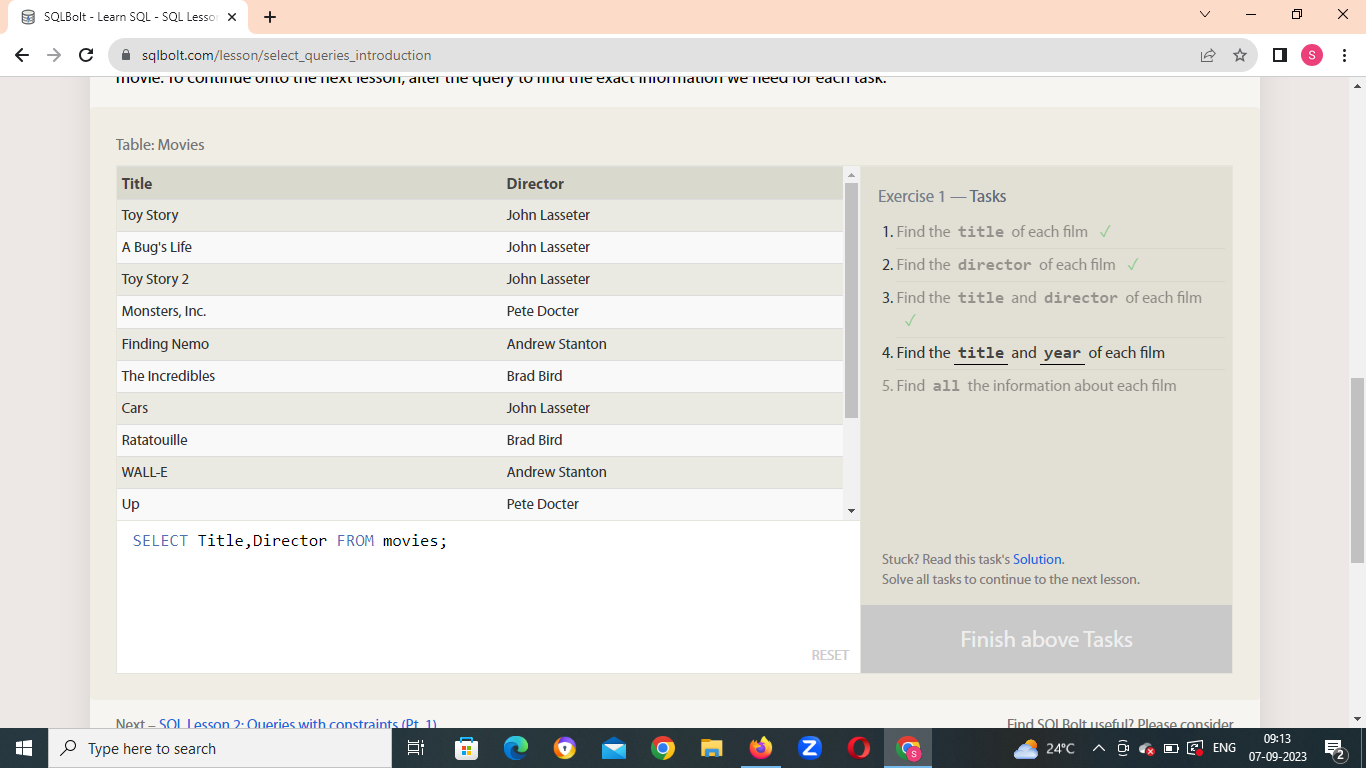 SQLBolt - Learn SQL - SQL Lesson
sqlbolt.com/lesson/select_queries_introduction
S
movie. To continue onto the next lesson, alter the query to find the exact information we need for each task.
Table: Movies
Title Director
Toy Story John Lasseter
A Bug's Life John Lasseter
Toy Story 2 John Lasseter
Monsters, Inc. Pete Docter
Finding Nemo Andrew Stanton
The Incredibles Brad Bird
Cars John Lasseter
Ratatouille Brad Bird
WALL-E Andrew Stanton
Up Pete Docter
SELECT Title,Director FROM movies;
RESET
Exercise 1 — Tasks
1. Find the title of each film ✓
2. Find the director of each film ✓
3. Find the title and director of each film
✓
4. Find the title and year of each film
5. Find all the information about each film
Stuck? Read this task's Solution.
Solve all tasks to continue to the next lesson.
Finish above Tasks
Next – SQL Lesson 2: Queries with constraints (Pt. 1)
Find SQLBolt useful? Please consider
Type here to search
Z
S
24°C
ENG
09:13
07-09-2023
2